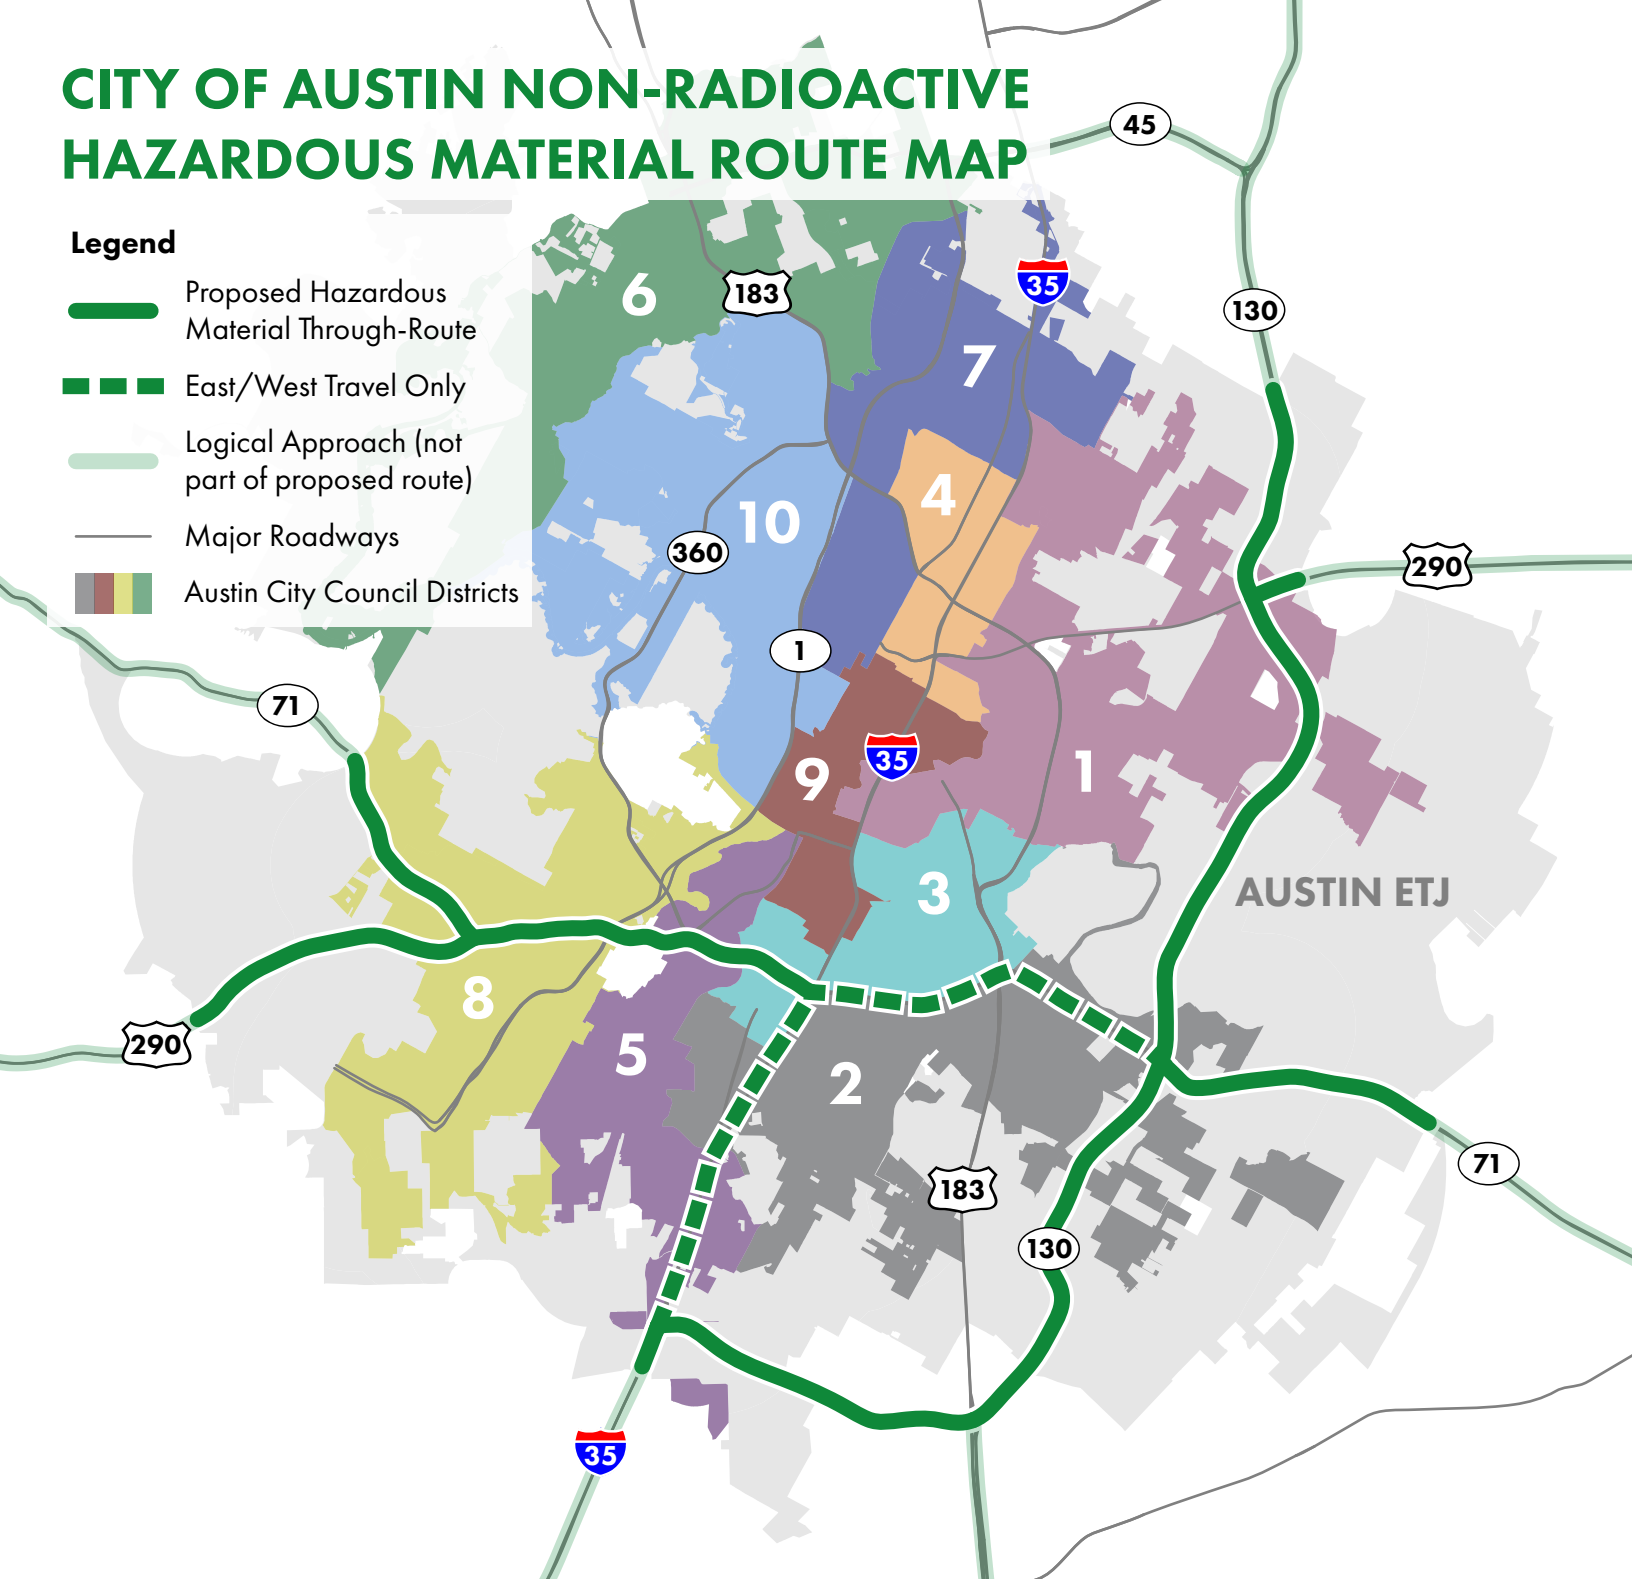 CITY OF AUSTIN NON-RADIOACTIVE
HAZARDOUS MATERIAL ROUTE MAP
Legend
Proposed Hazardous
Material Through-Route
East/West Travel Only
Logical Approach (not
part of proposed route)
Major Roadways
Austin City Council Districts
45
6
183
35
130
7
4
10
360
290
1
71
35
9
1
3
AUSTIN ETJ
8
290
5
2
71
183
130
35